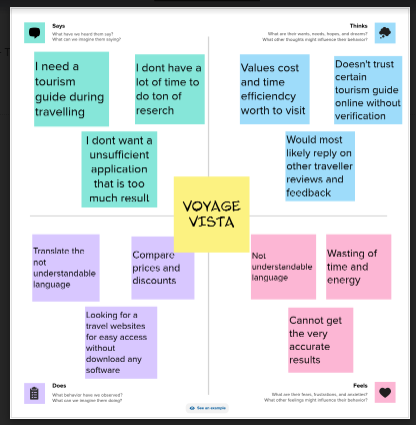 Says
What have we heard them say?
What can we imagine them saying?
Thinks
What are their wants, needs, hopes, and dreams?
What other thoughts might influence their behavior?
I need a
tourism
guide during
travelling
I dont have a
lot of time to
do ton of
reserch
Values cost
and time
efficiendcy
worth to visit
Doesn't trust
certain
tourism guide
online without
verification
I dont want a
unsufficient
application
that is too
much result
Would most
likely reply on
other traveller
reviews and
feedback
VOYAGE
VISTA
Translate the
not
understandable
language
Compare
prices and
discounts
Looking for a
travel websites
for easy access
without
download any
software
Not
understandable
language
Wasting of
time and
energy
Cannot get
the very
accurate
results
Does
What behavior have we observed?
What can we imagine them doing?
Feels
What are their fears, frustrations, and anxieties?
What other feelings might influence their behavior?
See an example